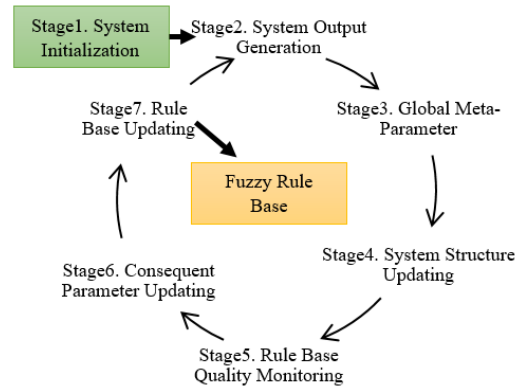 Stage1. System
Initialization
Stage2. System Output
Generation
Stage3. Global Meta-
Parameter
Stage4. System Structure
Updating
Stage5. Rule Base
Quality Monitoring
Stage6. Consequent
Parameter Updating
Stage7. Rule
Base Updating
Fuzzy Rule
Base